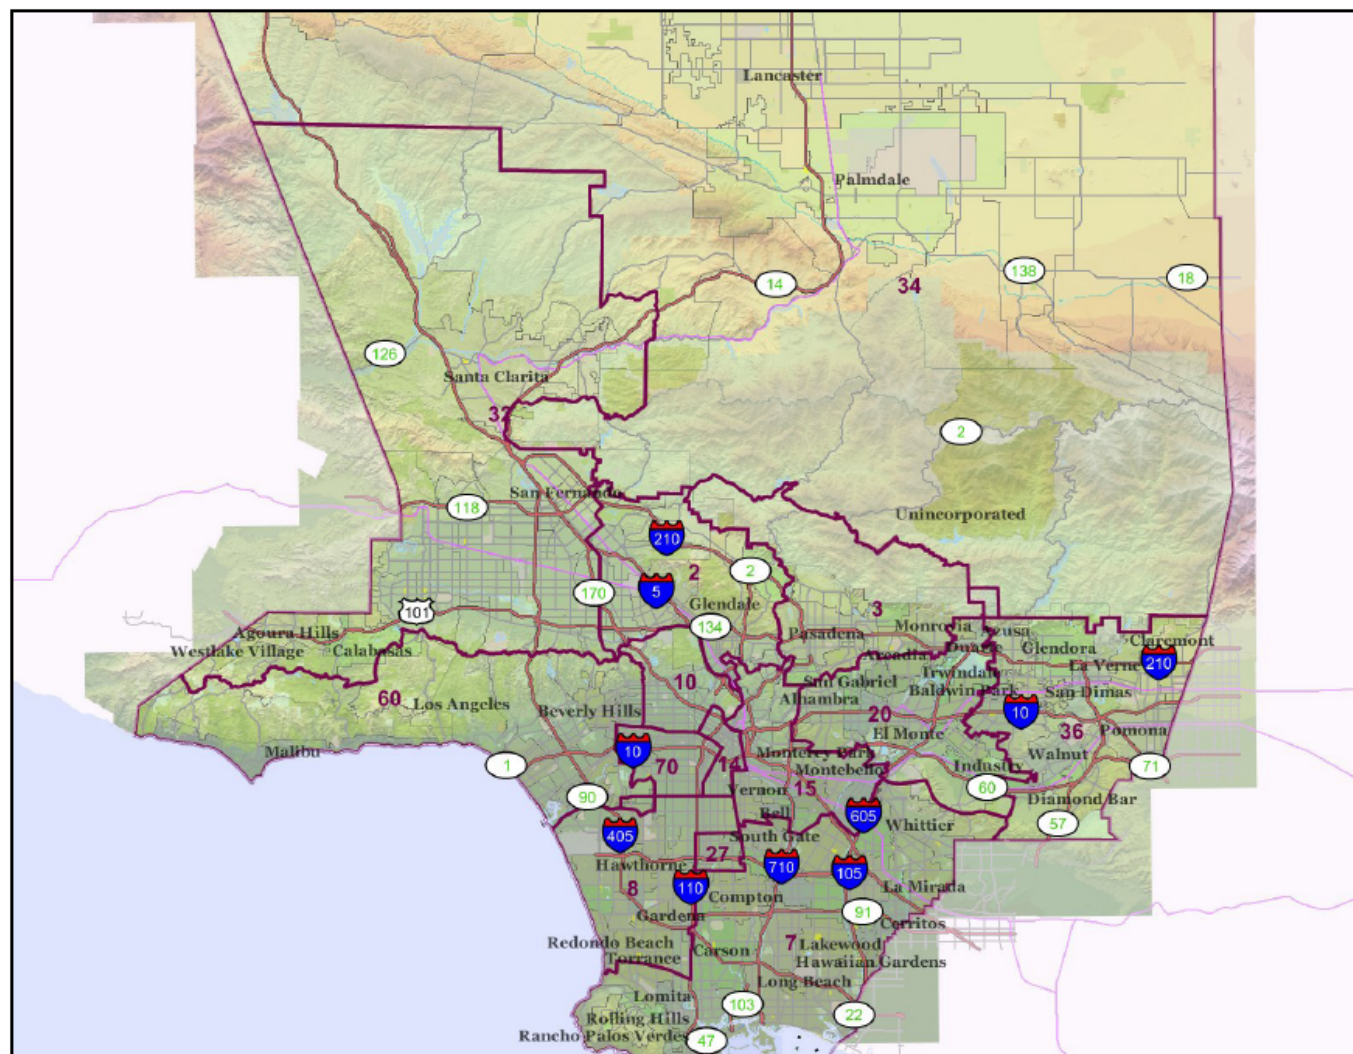 Lancaster
Palmdale
138
18
14
34
126
Santa Clarita
32
2
San Fernando
118
Unincorporated
210
2
2
5
170
Glendale
3
101
134
Agoura Hills
Pasadena
Monrovia
Azusa
Claremont
Westlake Village
Calabasas
Arcadia
Duarte
Glendora
La Verne
210
Irwindale
10
San Gabriel
Baldwin Park
San Dimas
60
Los Angeles
Beverly Hills
Alhambra
20
10
36
Pomona
El Monte
Malibu
10
Monterey Park
Walnut
1
70
14
Montebello
Industry
71
90
Vernon
15
60
Diamond Bar
Bell
605
Whittier
57
405
South Gate
Hawthorne
27
710
105
8
110
Compton
La Mirada
Gardena
91
Cerritos
Redondo Beach
Torrance
Carson
7
Lakewood
Hawaiian Gardens
Long Beach
Lomita
103
22
Rolling Hills
Rancho Palos Verdes
47